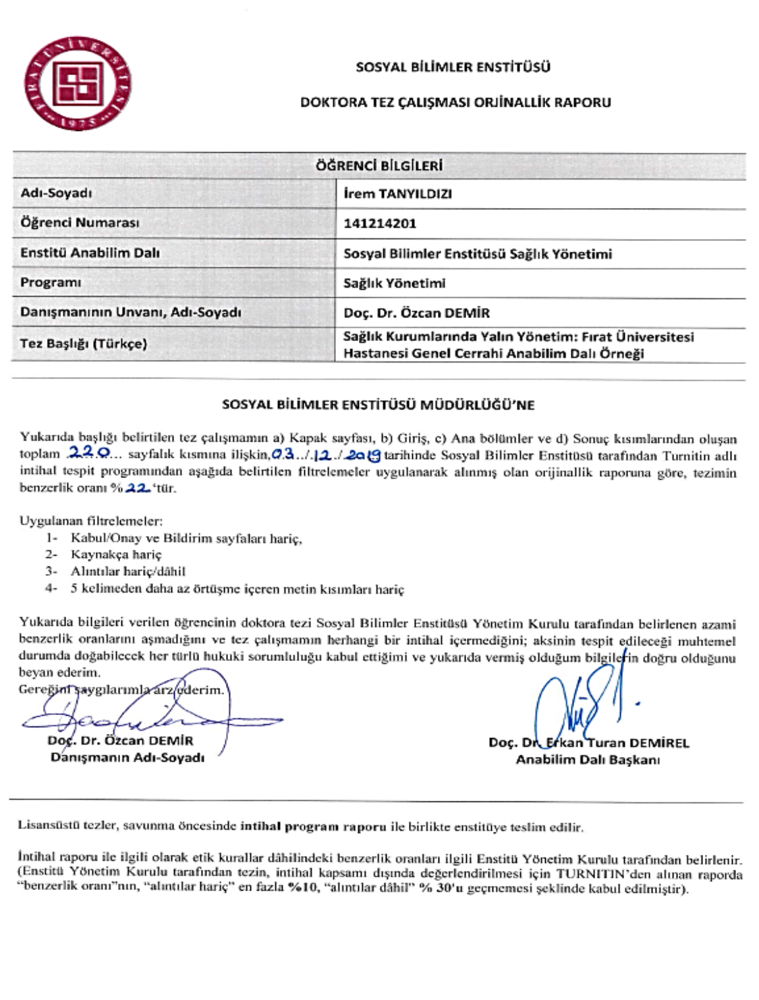 FIRAT ÜNİVERSİTESİ
1975
SOSYAL BİLİMLER ENSTİTÜSÜ
DOKTORA TEZ ÇALIŞMASI ORJİNALLİK RAPORU
ÖĞRENCİ BİLGİLERİ
Adı-Soyadı İrem TANYILDIZI
Öğrenci Numarası 141214201
Enstitü Anabilim Dalı Sosyal Bilimler Enstitüsü Sağlık Yönetimi
Programı Sağlık Yönetimi
Danışmanının Unvanı, Adı-Soyadı Doç. Dr. Özcan DEMİR
Tez Başlığı (Türkçe) Sağlık Kurumlarında Yalın Yönetim: Fırat Üniversitesi
Hastanesi Genel Cerrahi Anabilim Dalı Örneği
SOSYAL BİLİMLER ENSTİTÜSÜ MÜDÜRLÜĞÜ'NE
Yukarıda başlığı belirtilen tez çalışmamın a) Kapak sayfası, b) Giriş, c) Ana bölümler ve d) Sonuç kısımlarından oluşan
toplam 220... sayfalık kısmına ilişkin, 03../.12../.2019 tarihinde Sosyal Bilimler Enstitüsü tarafından Turnitin adlı
intihal tespit programından aşağıda belirtilen filtrelemeler uygulanarak alınmış olan orijinallik raporuna göre, tezimin
benzerlik oranı % 22.'tür.
Uygulanan filtrelemeler:
1- Kabul/Onay ve Bildirim sayfaları hariç,
2- Kaynakça hariç
3- Alıntılar hariç/dâhil
4- 5 kelimeden daha az örtüşme içeren metin kısımları hariç
Yukarıda bilgileri verilen öğrencinin doktora tezi Sosyal Bilimler Enstitüsü Yönetim Kurulu tarafından belirlenen azami
benzerlik oranlarını aşmadığını ve tez çalışmamın herhangi bir intihal içermediğini; aksinin tespit edileceği muhtemel
durumda doğabilecek her türlü hukuki sorumluluğu kabul ettiğimi ve yukarıda vermiş olduğum bilgilerin doğru olduğunu
beyan ederim.
Gereğini saygılarımla arz ederim.
Doç. Dr. Özcan DEMİR
Danışmanın Adı-Soyadı
Doç. Dr. Erkan Turan DEMİREL
Anabilim Dalı Başkanı
Lisansüstü tezler, savunma öncesinde intihal program raporu ile birlikte enstitüye teslim edilir.
İntihal raporu ile ilgili olarak etik kurallar dâhilindeki benzerlik oranları ilgili Enstitü Yönetim Kurulu tarafından belirlenir.
(Enstitü Yönetim Kurulu tarafından tezin, intihal kapsamı dışında değerlendirilmesi için TURNITIN'den alınan raporda
"benzerlik oranı"nın, "alıntılar hariç" en fazla %10, "alıntılar dâhil" % 30'u geçmemesi şeklinde kabul edilmiştir).